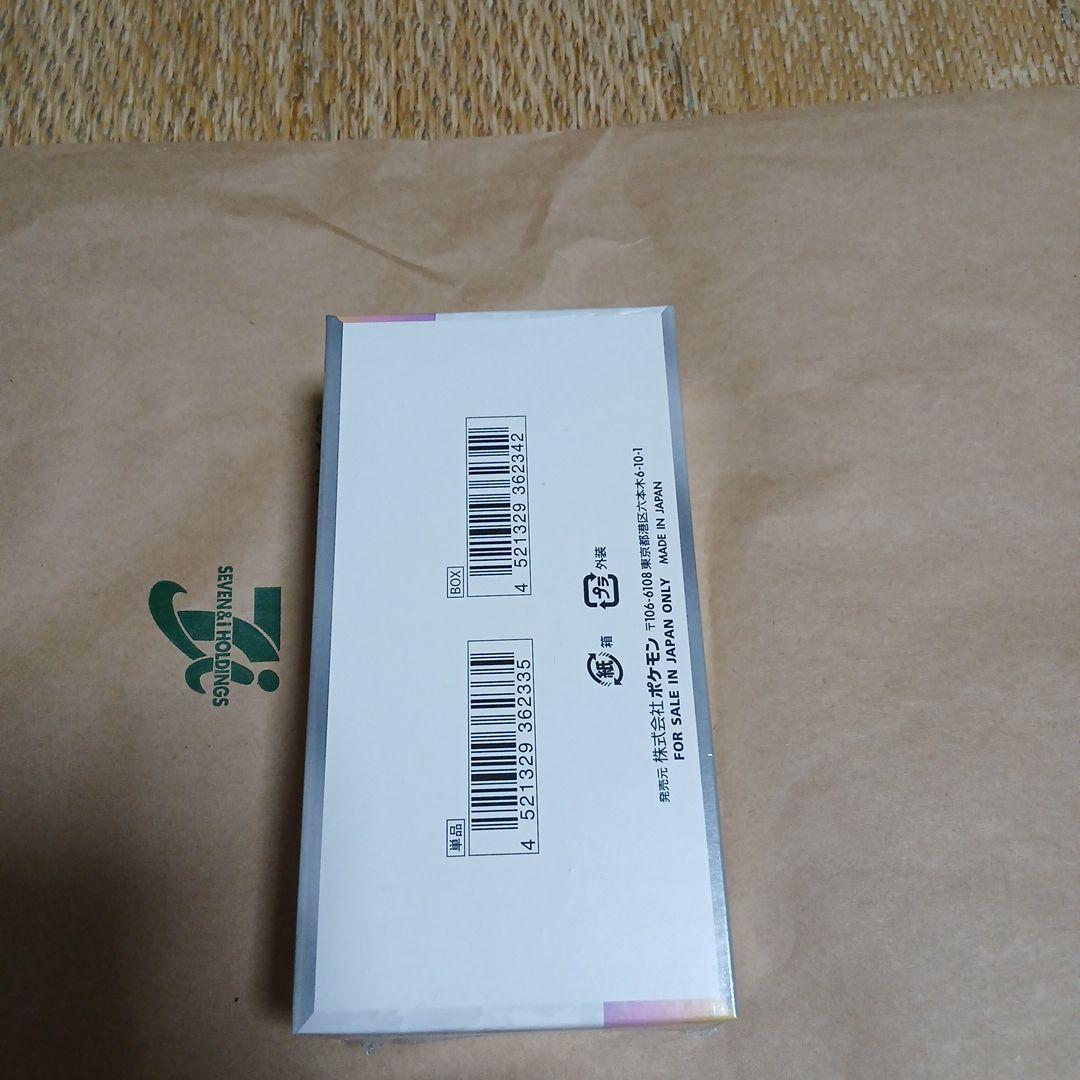 SEVEN&i HOLDINGS
単品
4 521329 362335
BOX
4 521329 362342
紙 箱
プラ 外装
発売元 株式会社 ポケモン 〒106-6108 東京都港区六本木6-10-1
FOR SALE IN JAPAN ONLY MADE IN JAPAN